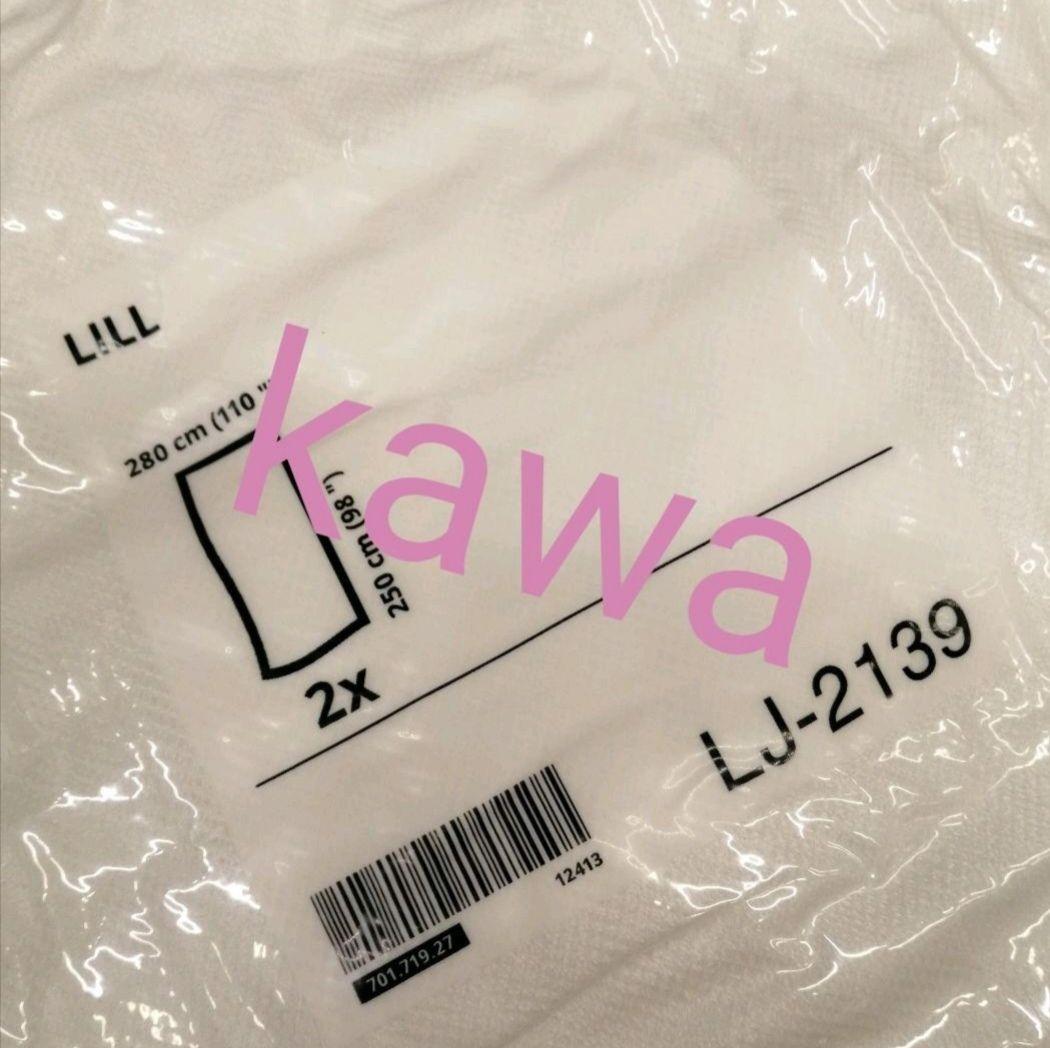 LILL
280 cm (110 ")
250 cm (98 ")
2x
kawa
LJ-2139
12413
701.719.27